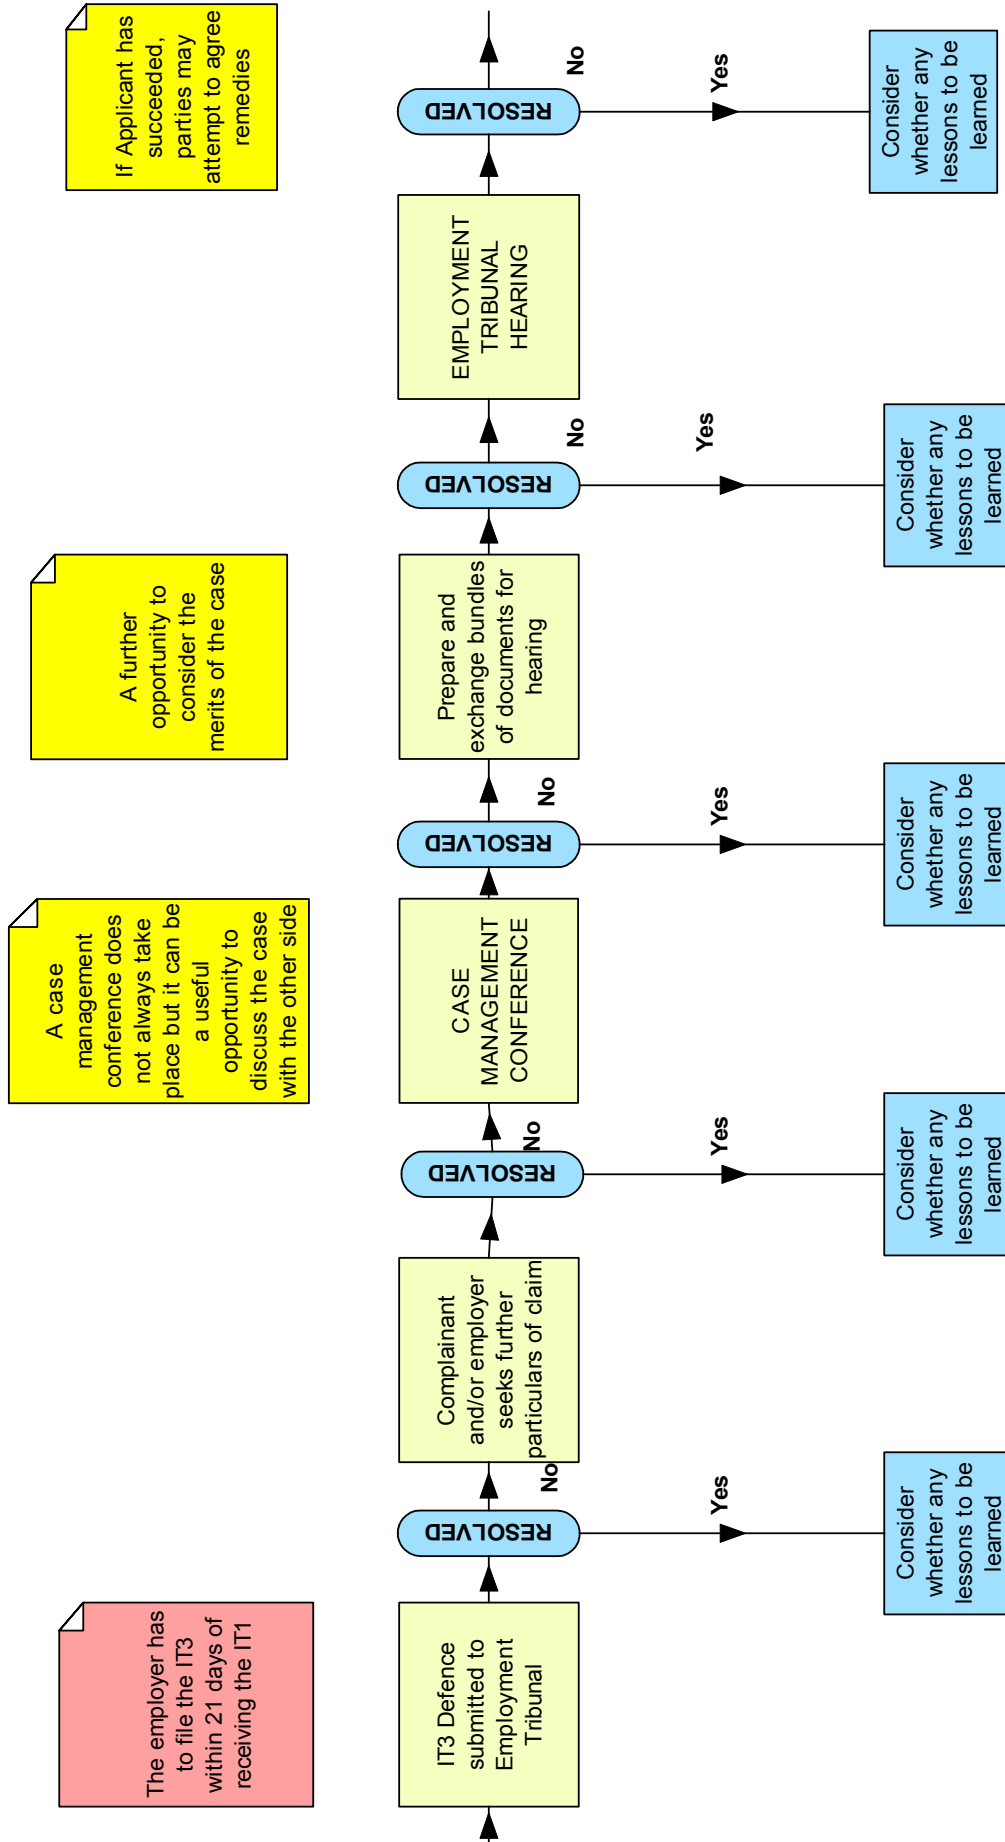 The employer has
to file the IT3
within 21 days of
receiving the IT1
A case
management
conference does
not always take
place but it can be
a useful
opportunity to
discuss the case
with the other side
A further
opportunity to
consider the
merits of the case
If Applicant has
succeeded,
parties may
attempt to agree
remedies
IT3 Defence
submitted to
Employment
Tribunal
RESOLVED
No
Complainant
and/or employer
seeks further
particulars of claim
RESOLVED
No
CASE
MANAGEMENT
CONFERENCE
RESOLVED
No
Prepare and
exchange bundles
of documents for
hearing
RESOLVED
No
EMPLOYMENT
TRIBUNAL
HEARING
RESOLVED
No
Yes
Yes
Yes
Yes
Yes
Consider
whether any
lessons to be
learned
Consider
whether any
lessons to be
learned
Consider
whether any
lessons to be
learned
Consider
whether any
lessons to be
learned
Consider
whether any
lessons to be
learned